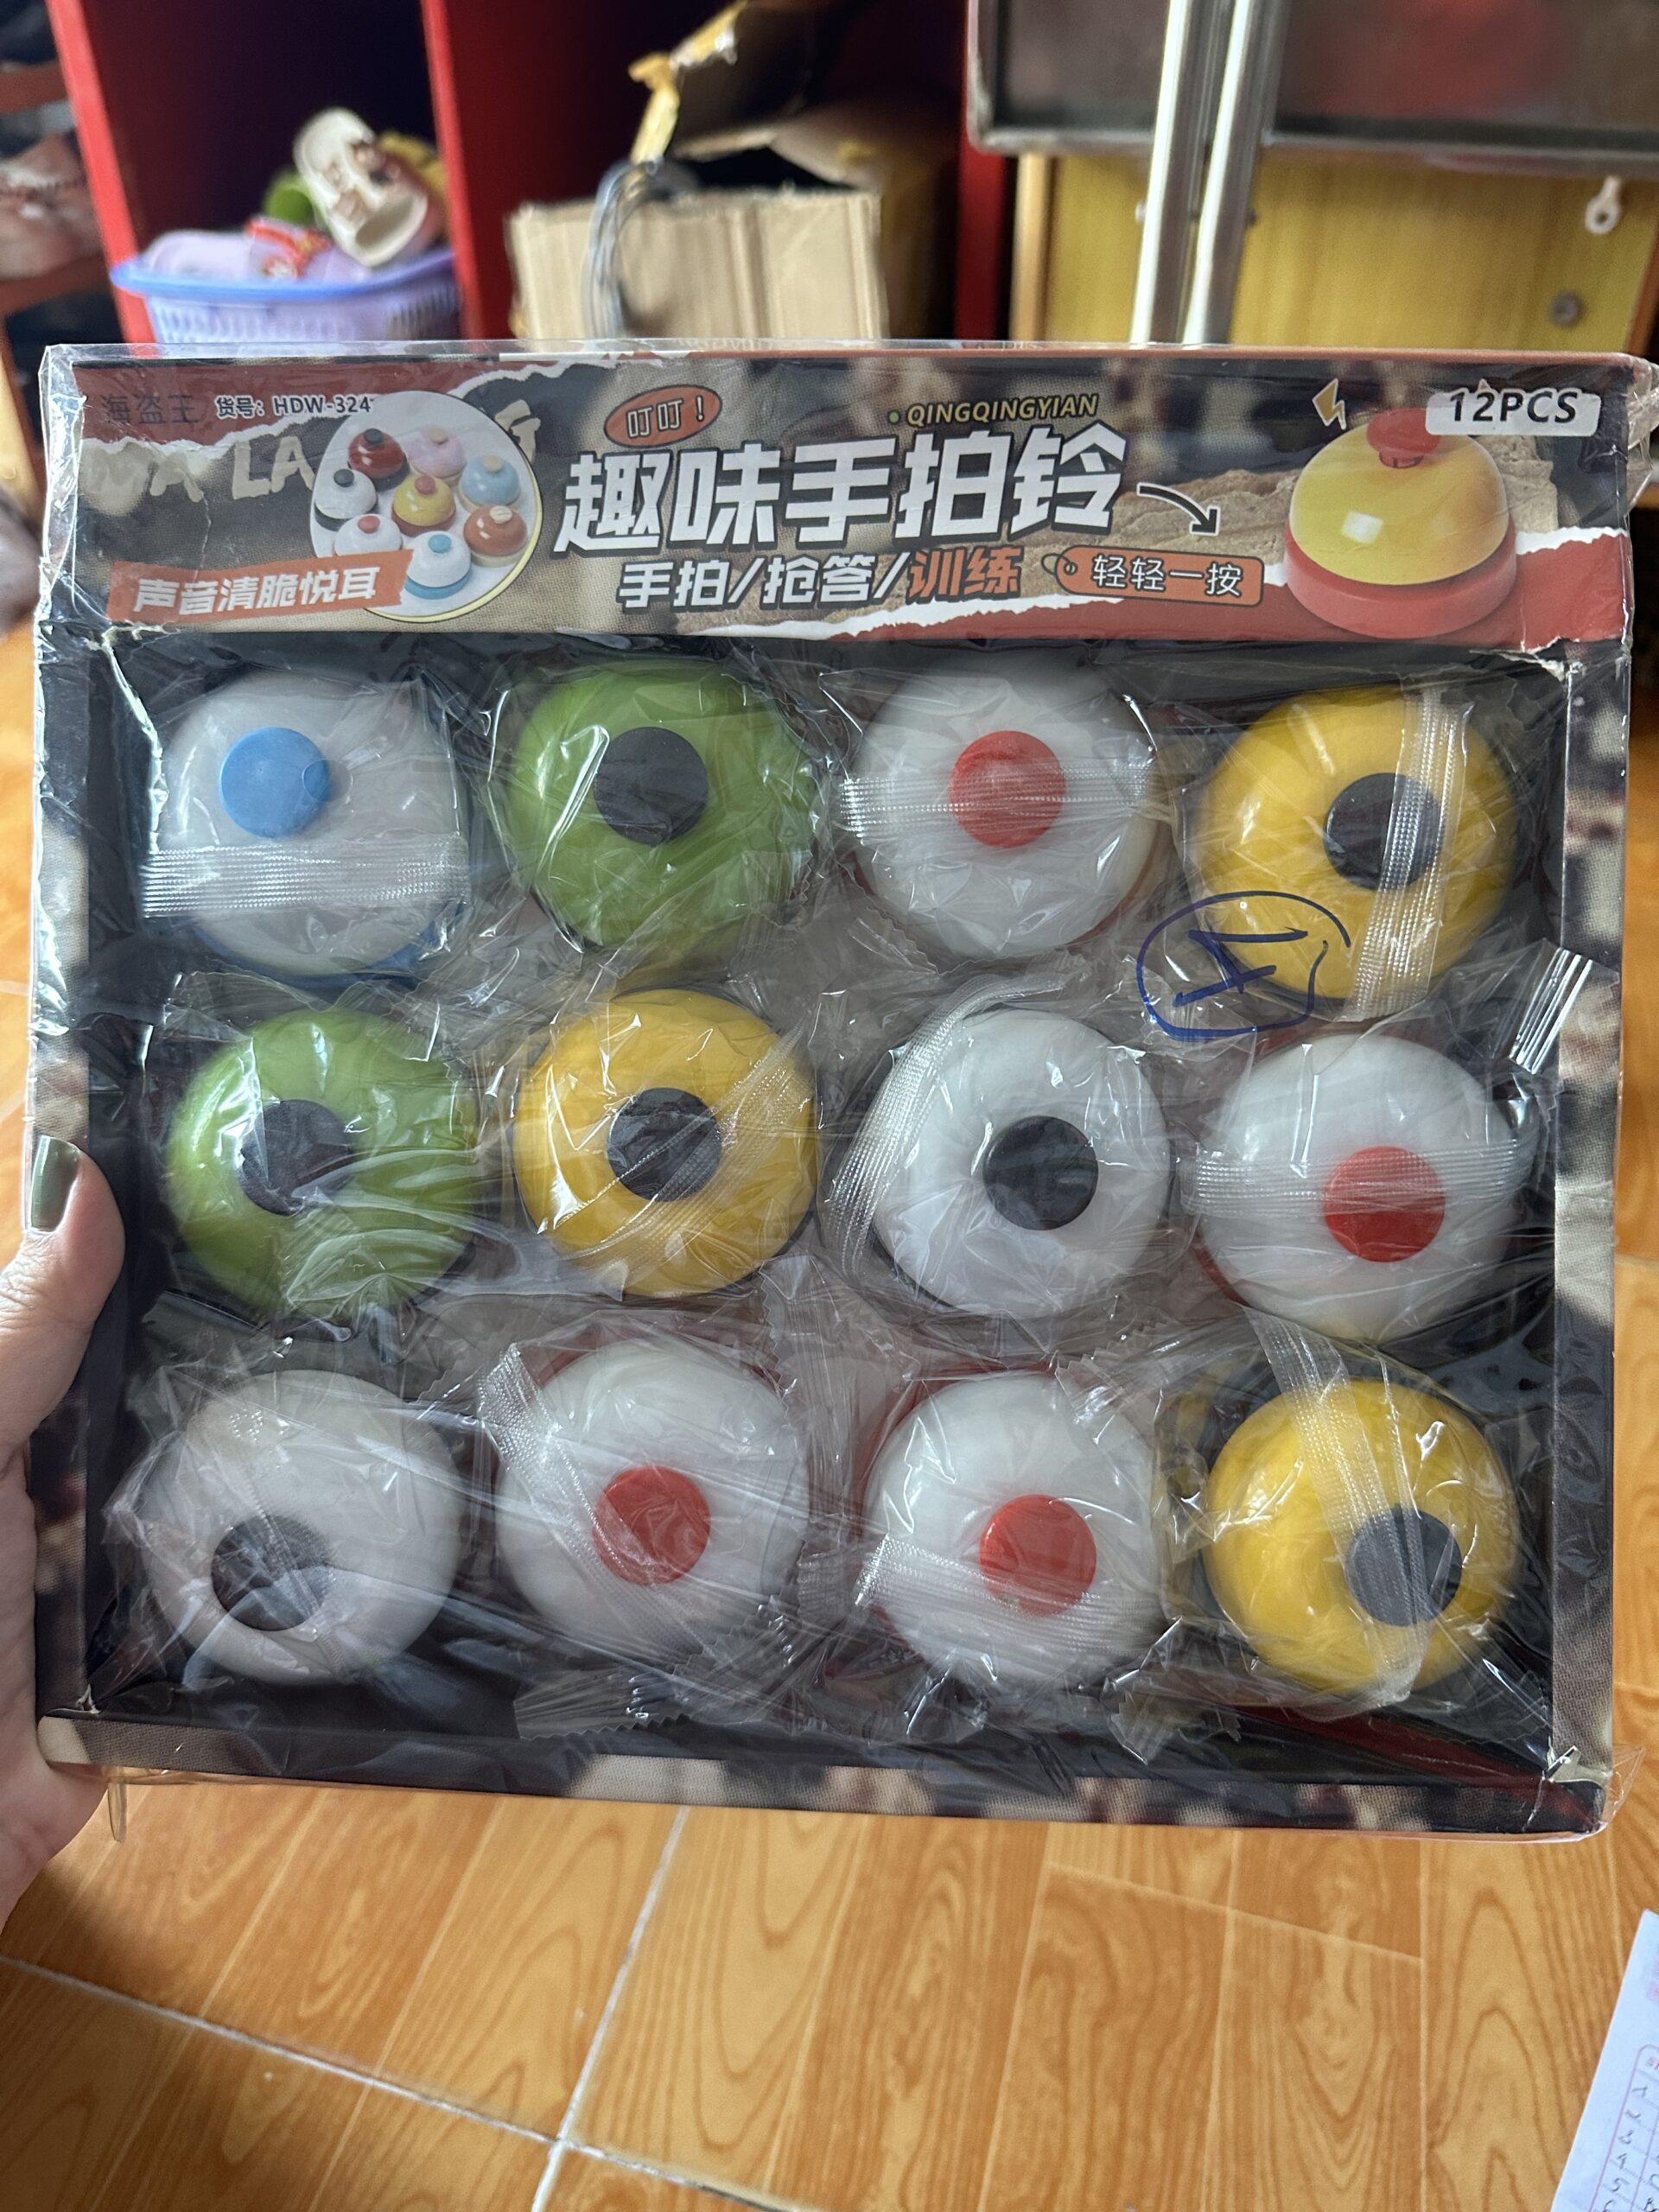 海盗王 货号：HDW-324
叮叮！
QINGQINGYIAN
12PCS
趣味手拍铃
手拍/抢答/训练
轻轻一按
声音清脆悦耳